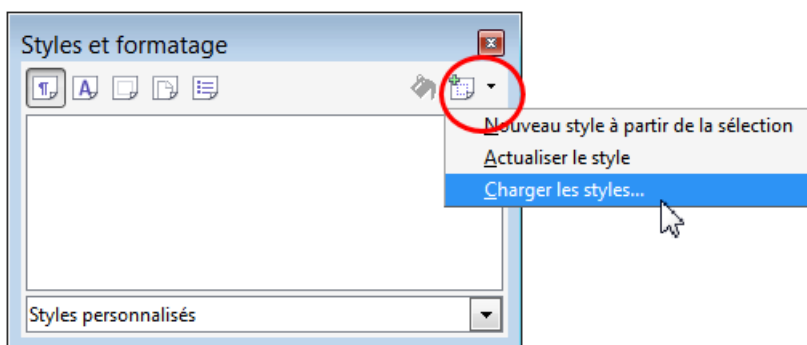 Styles et formatage
Nouveau style à partir de la sélection
Actualiser le style
Charger les styles...
Styles personnalisés